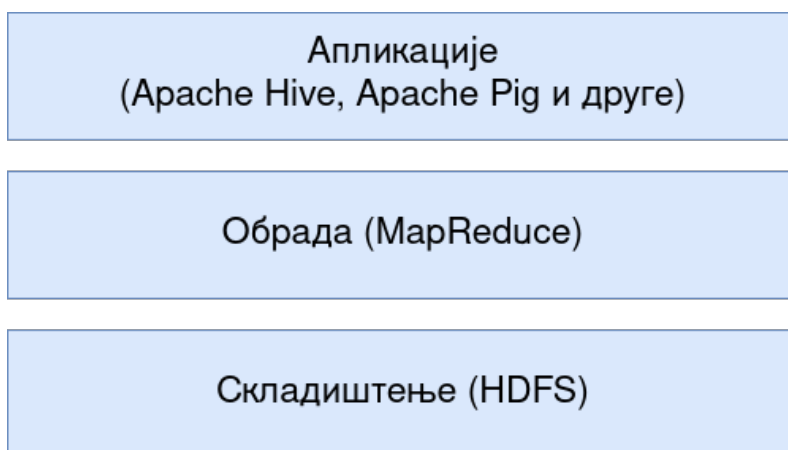 Апликације
(Apache Hive, Apache Pig и друге)
Обрада (MapReduce)
Складиштење (HDFS)